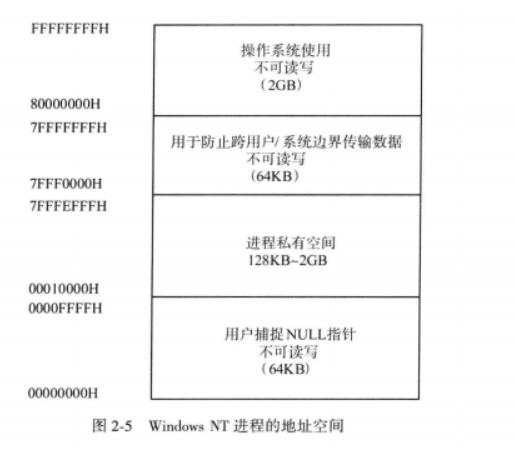 FFFFFFFFH
操作系统使用
不可读写
(2GB)
80000000H
7FFFFFFFH
用于防止跨用户/系统边界传输数据
不可读写
(64KB)
7FFF0000H
7FFFEFFFH
进程私有空间
128KB~2GB
00010000H
0000FFFFH
用户捕捉NULL指针
不可读写
(64KB)
00000000H
图 2-5 Windows NT 进程的地址空间